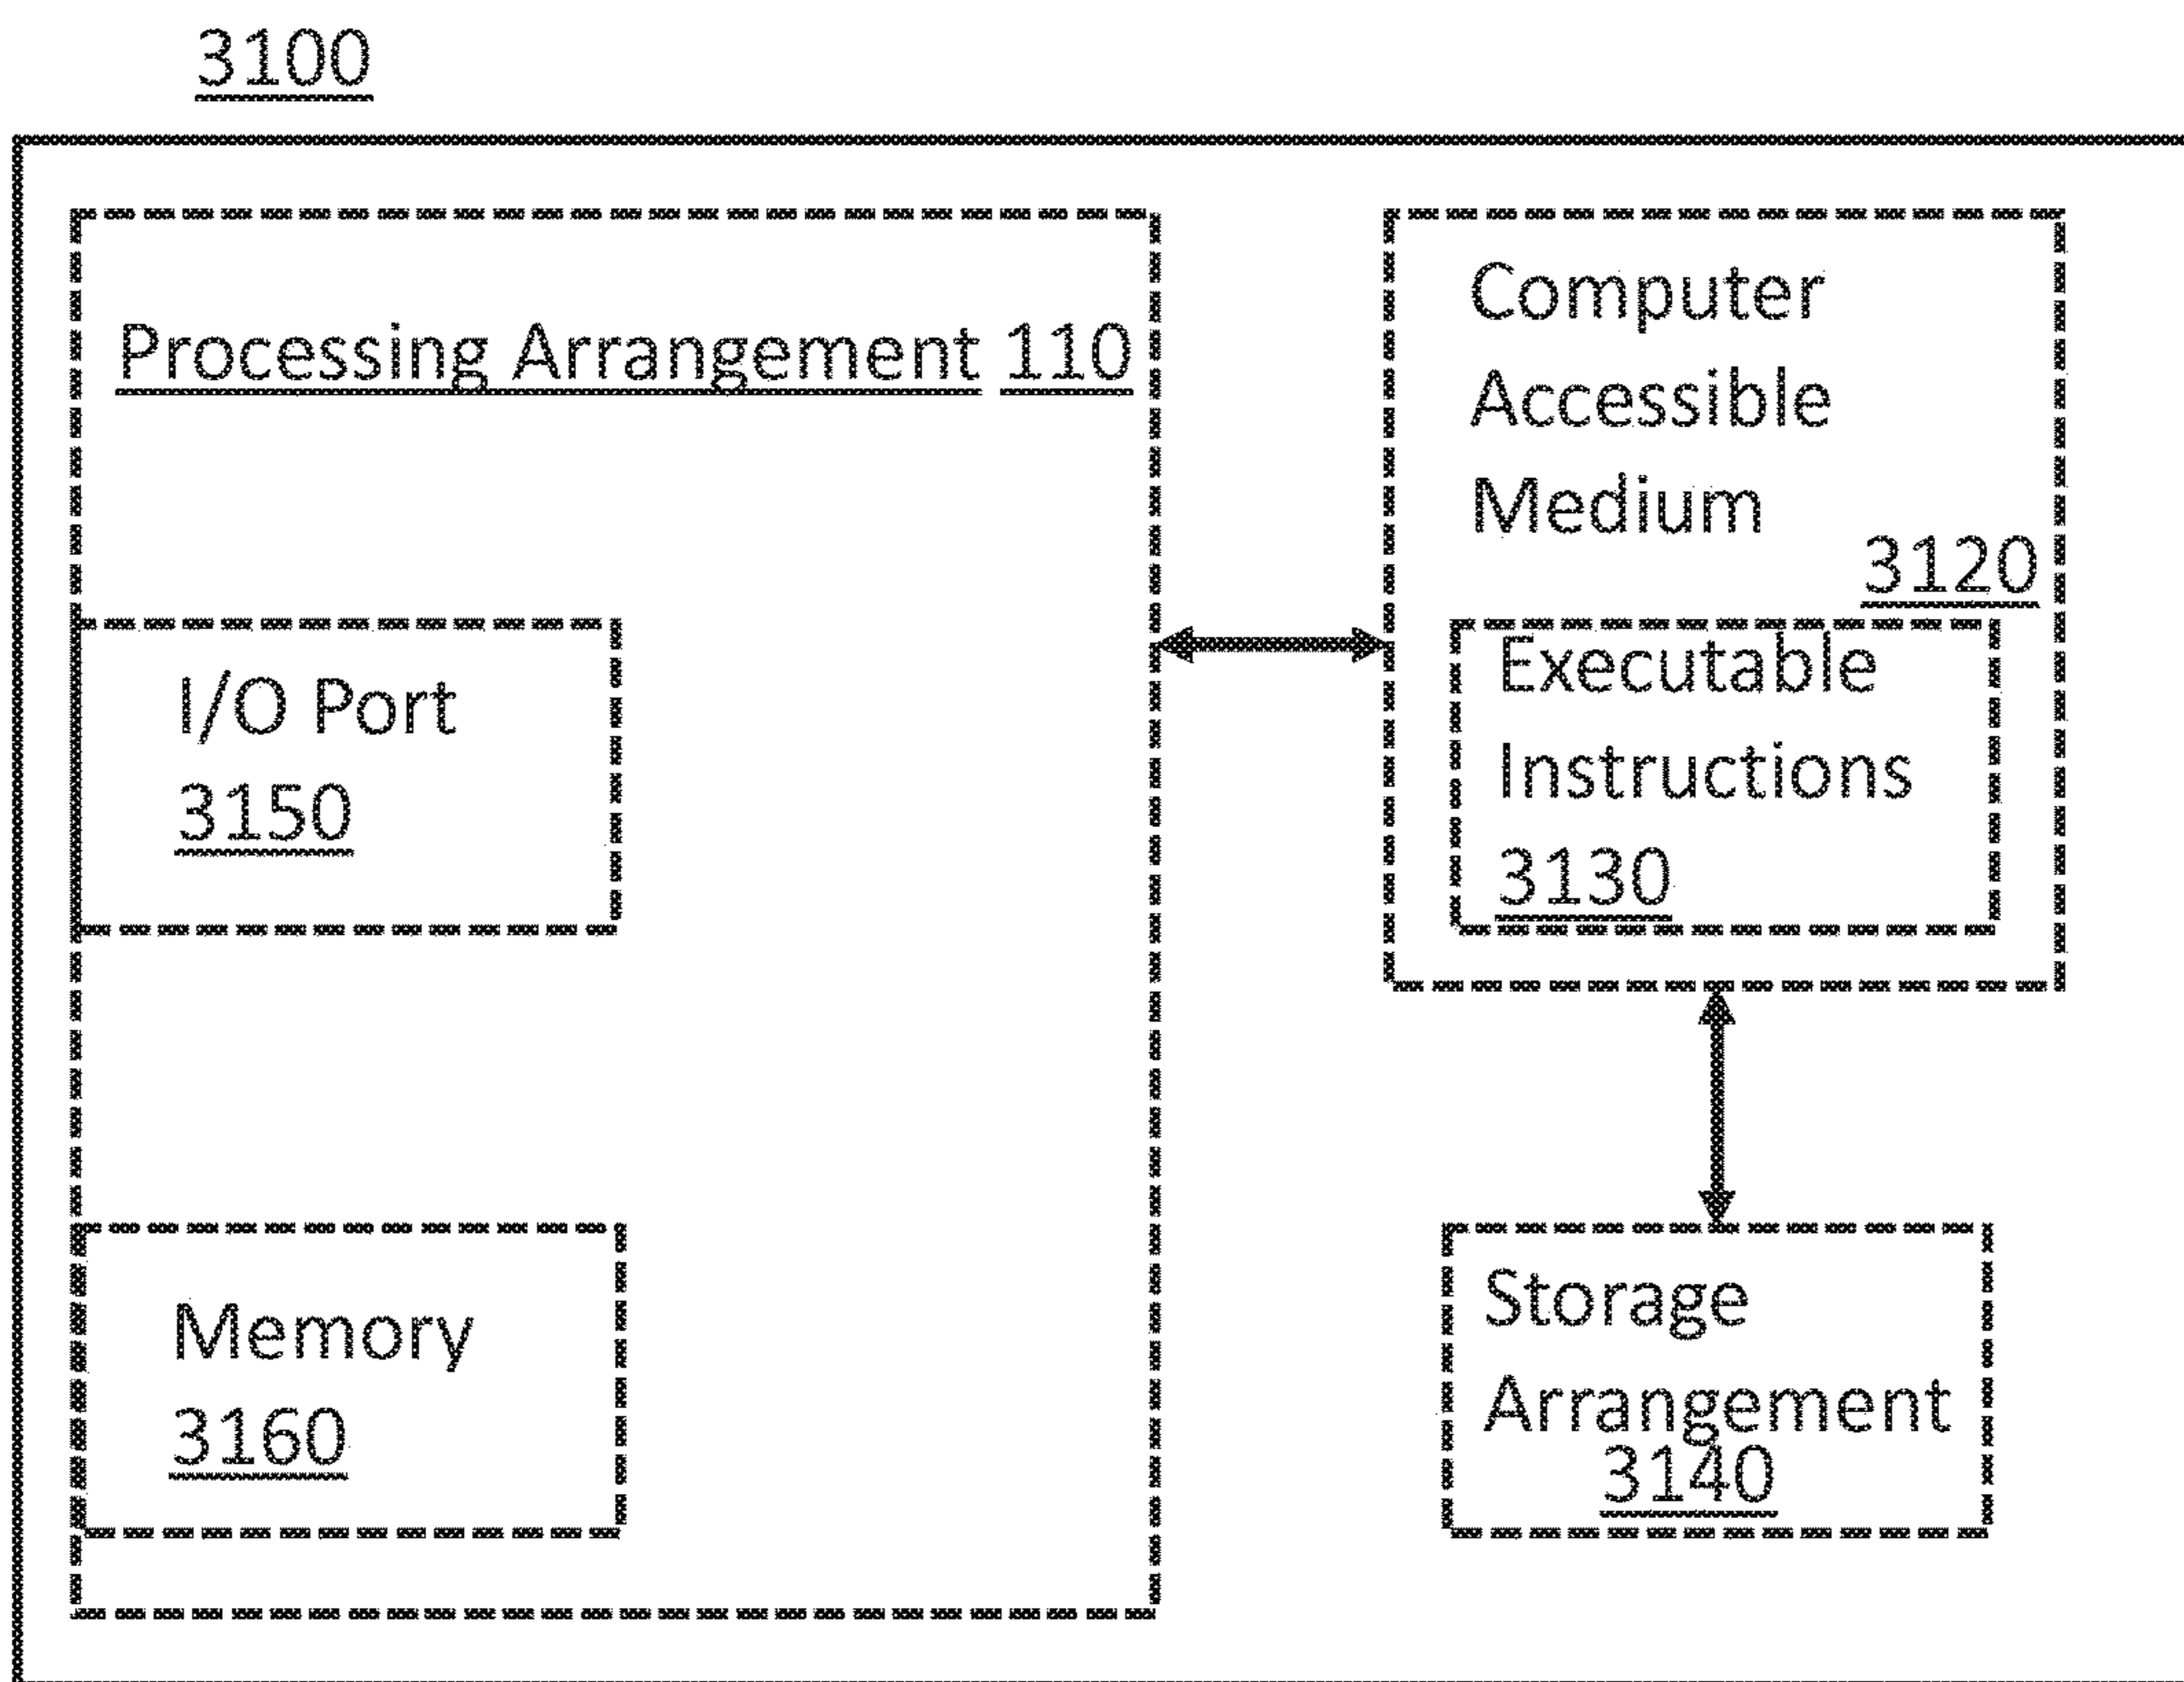 3100
Processing Arrangement 110
I/O Port
3150
Memory
3160
Computer
Accessible
Medium
3120
Executable
Instructions
3130
Storage
Arrangement
3140